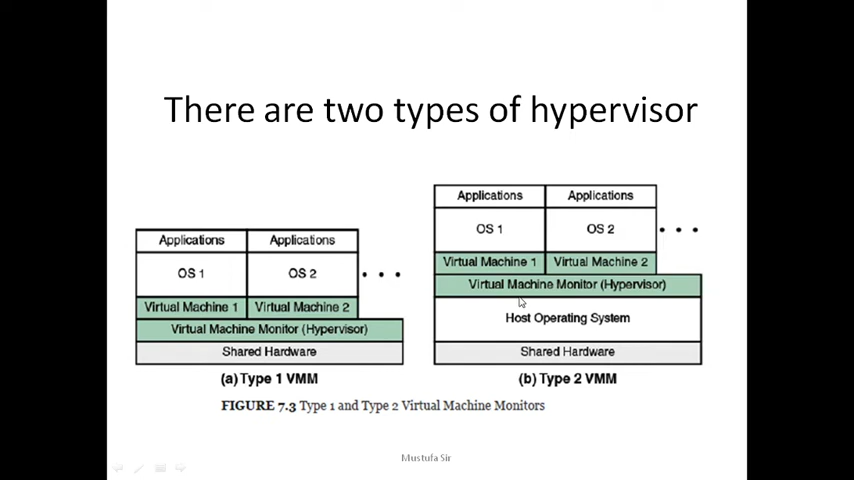 There are two types of hypervisor
Applications Applications
OS 1 OS 2
Virtual Machine 1 Virtual Machine 2
Virtual Machine Monitor (Hypervisor)
Shared Hardware
(a) Type 1 VMM
Applications Applications
OS 1 OS 2
Virtual Machine 1 Virtual Machine 2
Virtual Machine Monitor (Hypervisor)
Host Operating System
Shared Hardware
(b) Type 2 VMM
FIGURE 7.3 Type 1 and Type 2 Virtual Machine Monitors
Mustufa Sir